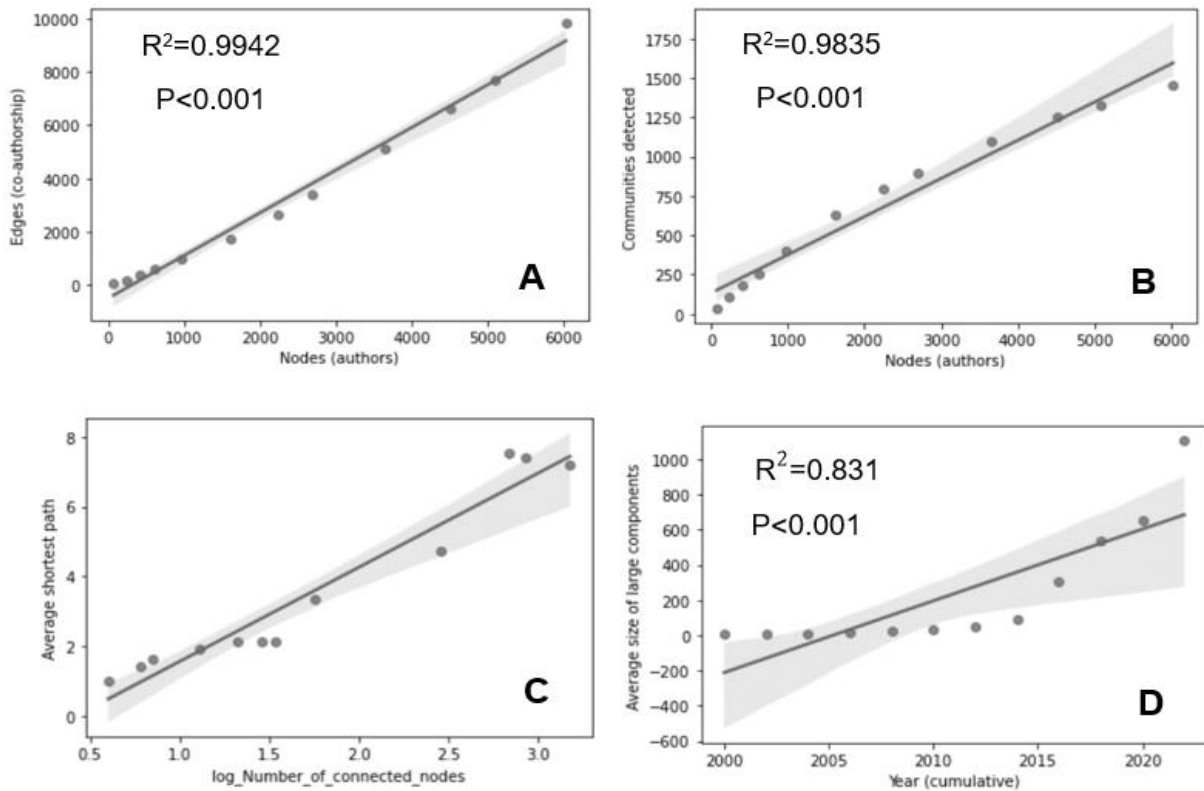 R²=0.9942
P<0.001
A
Edges (co-authorship)
10000
8000
6000
4000
2000
0
0 1000 2000 3000 4000 5000 6000
Nodes (authors)
R²=0.9835
P<0.001
B
Communities detected
1750
1500
1250
1000
750
500
250
0
0 1000 2000 3000 4000 5000 6000
Nodes (authors)
C
Average shortest path
8
6
4
2
0
0.5 1.0 1.5 2.0 2.5 3.0
log_Number_of_connected_nodes
R²=0.831
P<0.001
D
Average size of large components
1000
800
600
400
200
0
−200
−400
−600
2000 2005 2010 2015 2020
Year (cumulative)